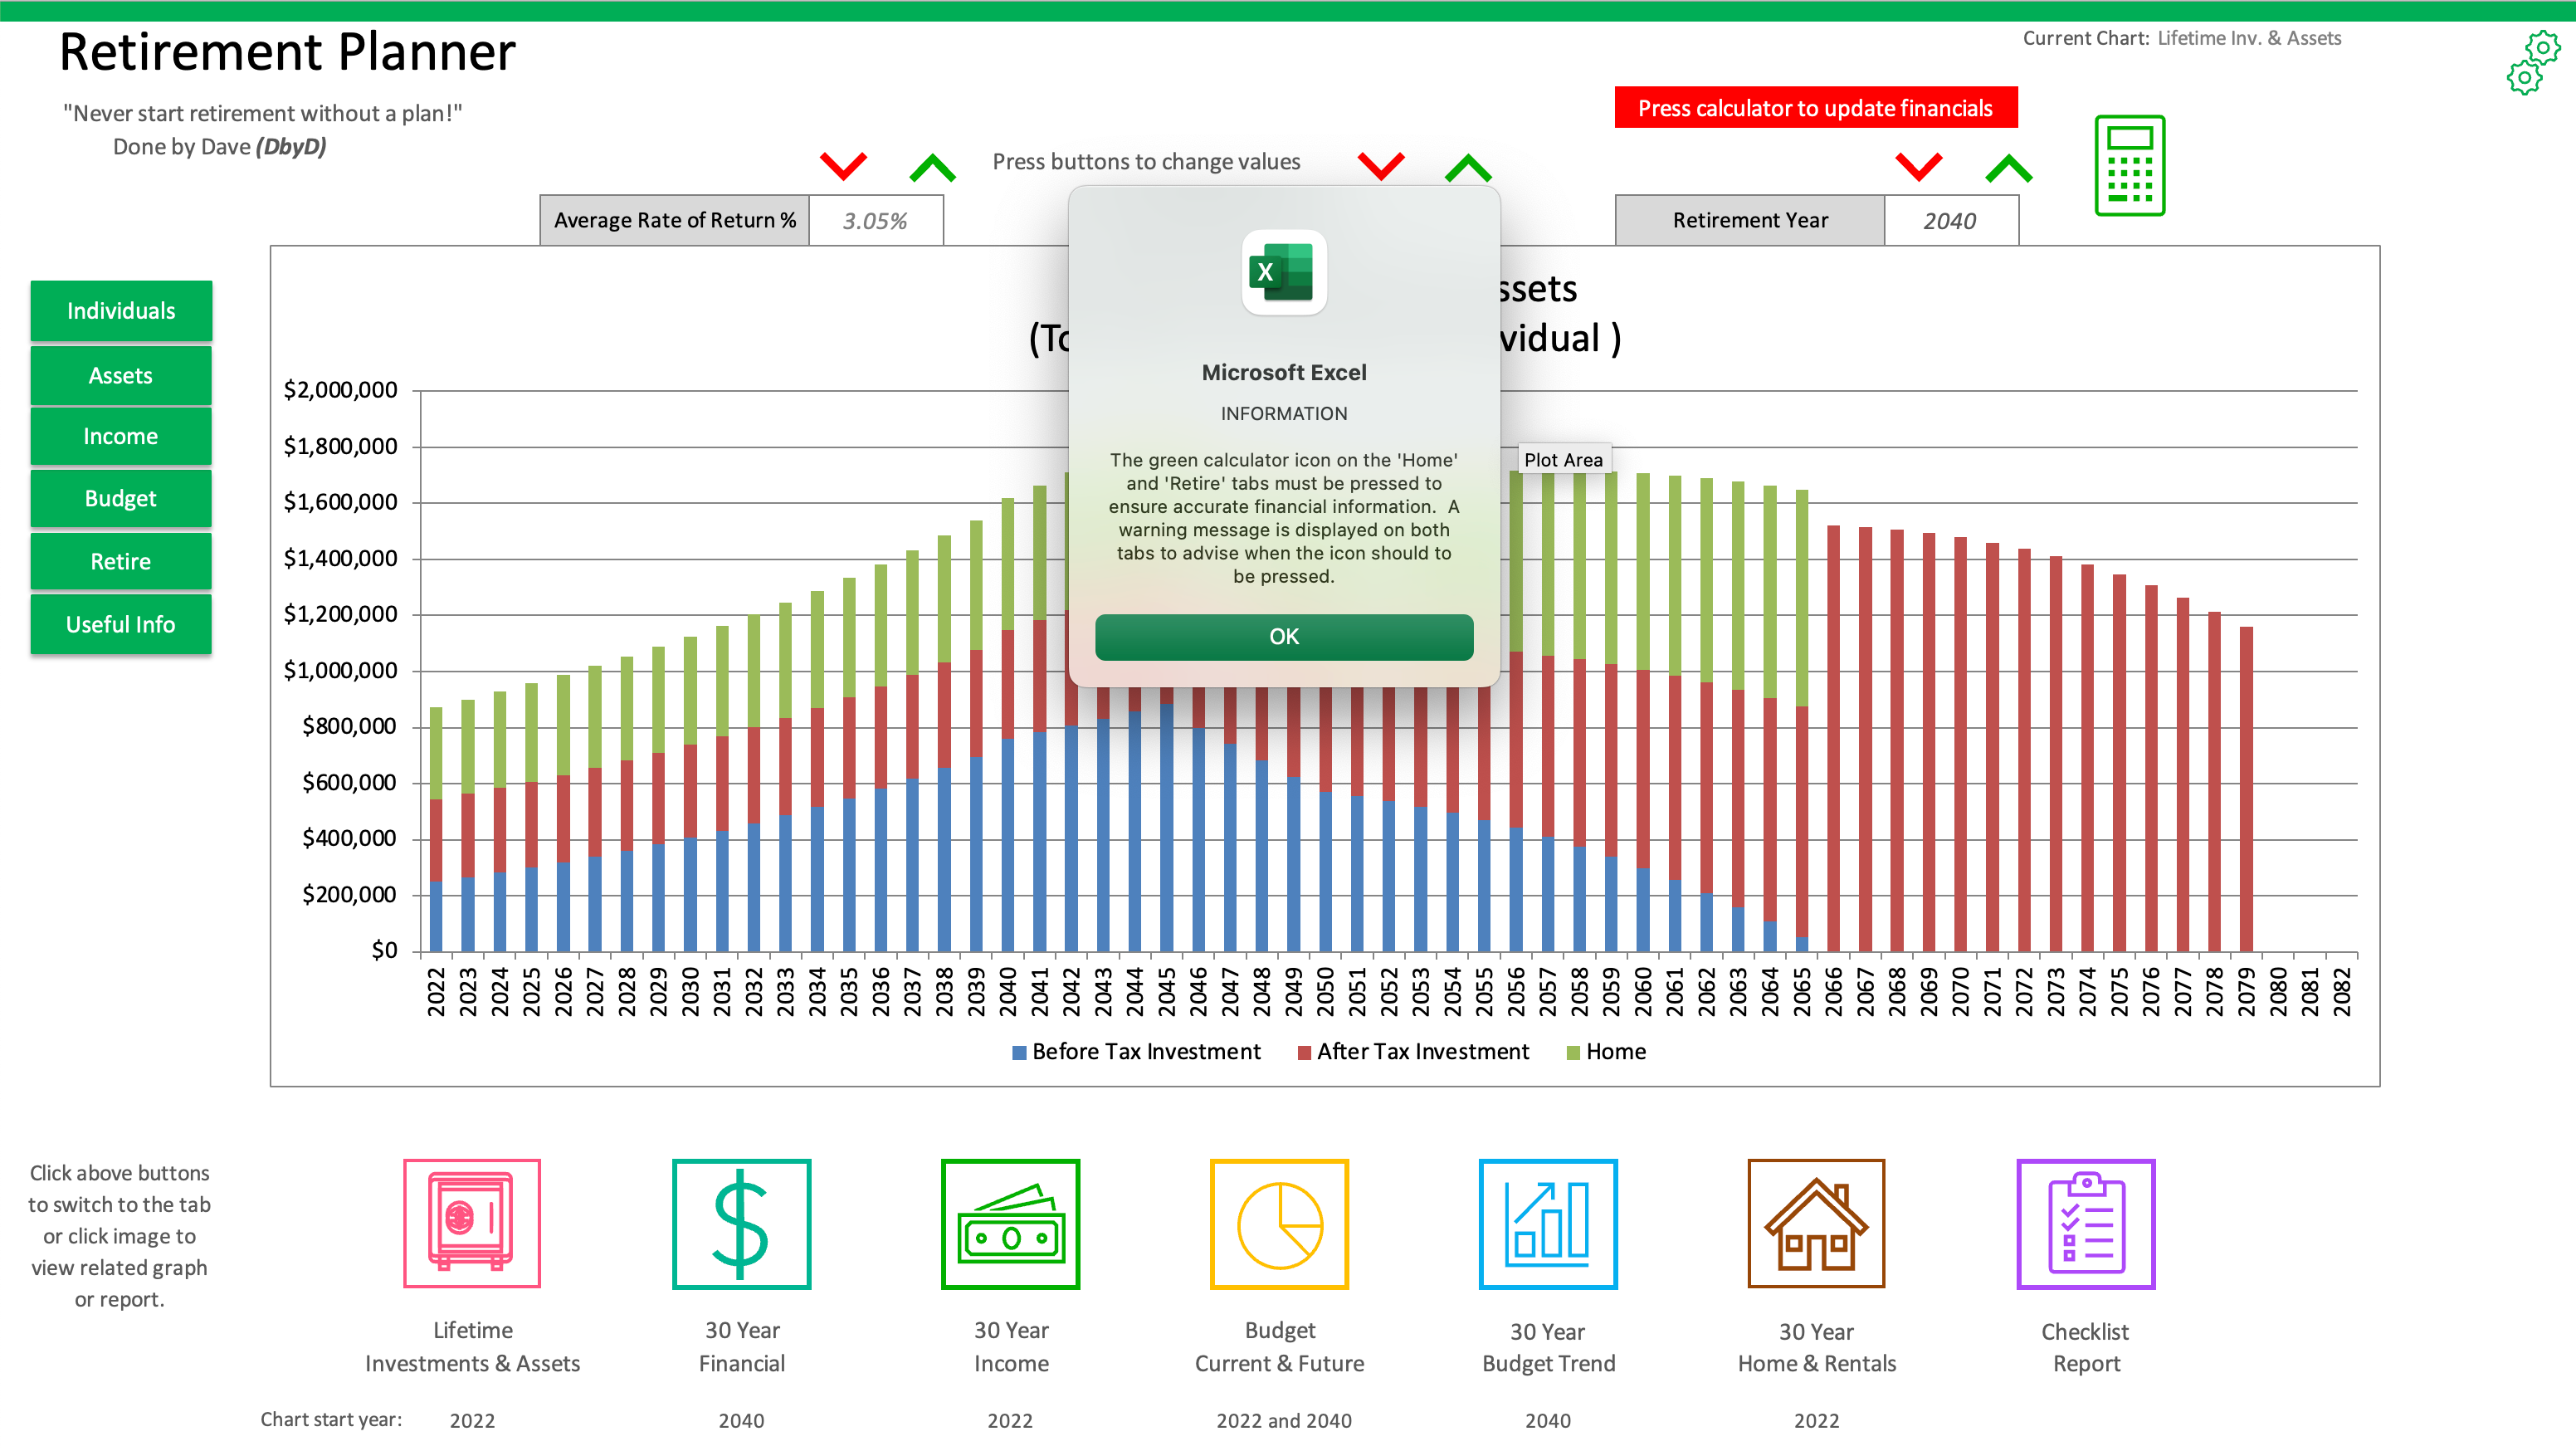 Retirement Planner
Current Chart: Lifetime Inv. & Assets
"Never start retirement without a plan!"
Done by Dave (DbyD)
Press calculator to update financials
Press buttons to change values
Average Rate of Return %
3.05%
Retirement Year
2040
Individuals
Assets
Income
Budget
Retire
Useful Info
Microsoft Excel
INFORMATION
The green calculator icon on the 'Home'
and 'Retire' tabs must be pressed to
ensure accurate financial information. A
warning message is displayed on both
tabs to advise when the icon should to
be pressed.
OK
Plot Area
$2,000,000
$1,800,000
$1,600,000
$1,400,000
$1,200,000
$1,000,000
$800,000
$600,000
$400,000
$200,000
$0
2022
2023
2024
2025
2026
2027
2028
2029
2030
2031
2032
2033
2034
2035
2036
2037
2038
2039
2040
2041
2042
2043
2044
2045
2046
2047
2048
2049
2050
2051
2052
2053
2054
2055
2056
2057
2058
2059
2060
2061
2062
2063
2064
2065
2066
2067
2068
2069
2070
2071
2072
2073
2074
2075
2076
2077
2078
2079
2080
2081
2082
Before Tax Investment
After Tax Investment
Home
Click above buttons
to switch to the tab
or click image to
view related graph
or report.
Lifetime
Investments & Assets
30 Year
Financial
30 Year
Income
Budget
Current & Future
30 Year
Budget Trend
30 Year
Home & Rentals
Checklist
Report
Chart start year:
2022
2040
2022
2022 and 2040
2040
2022